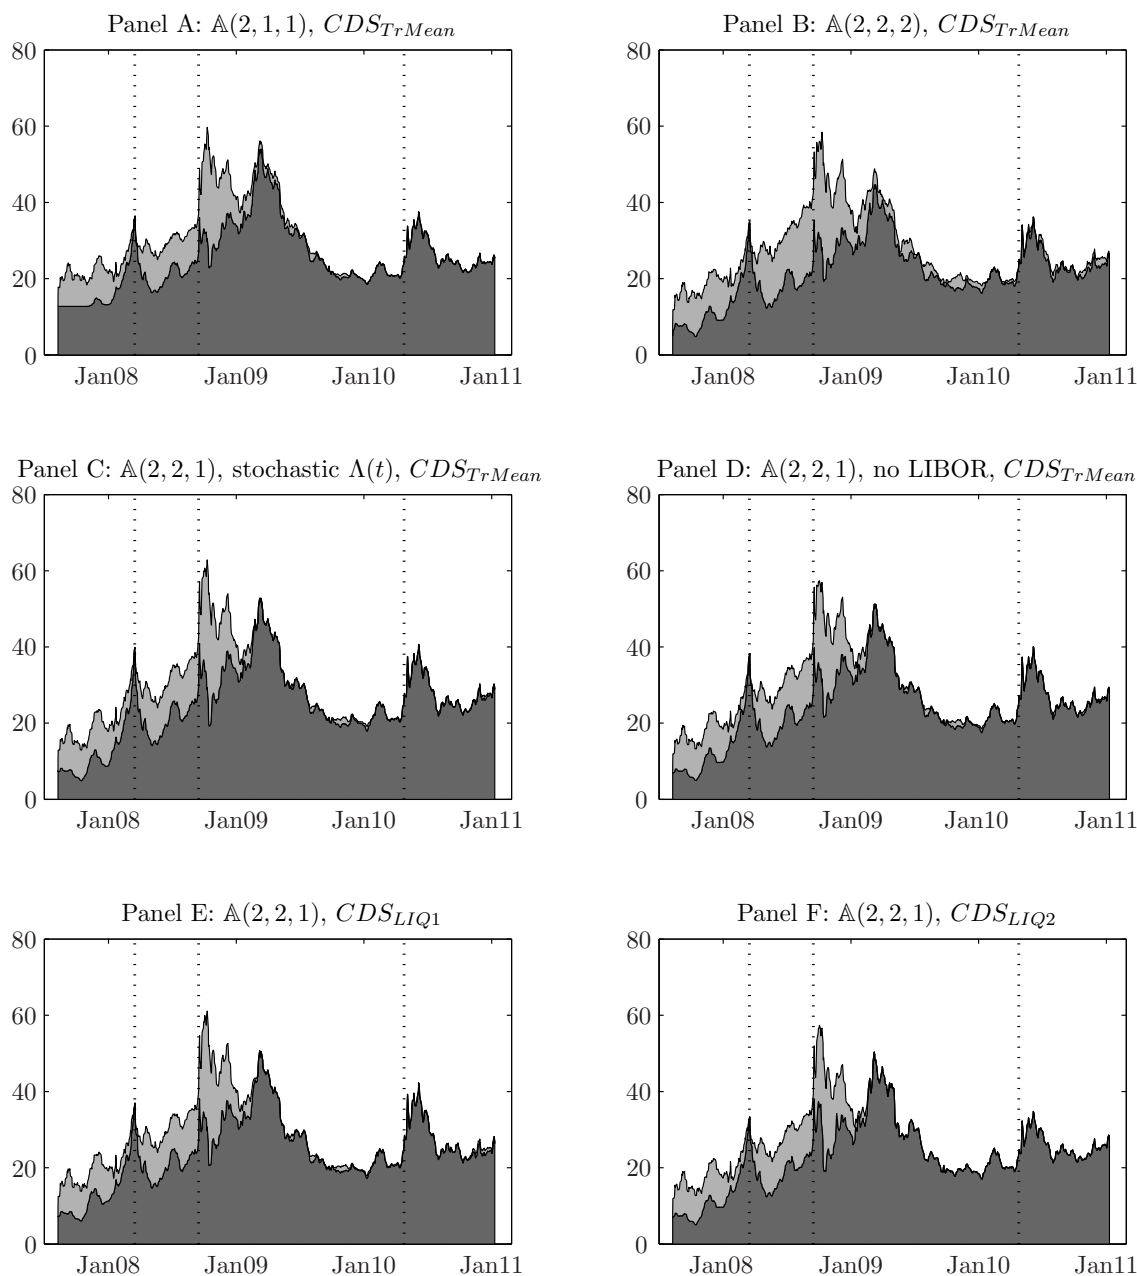 Panel A: 𝔸(2, 1, 1), CDS_TrMean
Panel B: 𝔸(2, 2, 2), CDS_TrMean
80
60
40
20
0
Jan08 Jan09 Jan10 Jan11
80
60
40
20
0
Jan08 Jan09 Jan10 Jan11
Panel C: 𝔸(2, 2, 1), stochastic Λ(t), CDS_TrMean
Panel D: 𝔸(2, 2, 1), no LIBOR, CDS_TrMean
80
60
40
20
0
Jan08 Jan09 Jan10 Jan11
80
60
40
20
0
Jan08 Jan09 Jan10 Jan11
Panel E: 𝔸(2, 2, 1), CDS_LIQ1
Panel F: 𝔸(2, 2, 1), CDS_LIQ2
80
60
40
20
0
Jan08 Jan09 Jan10 Jan11
80
60
40
20
0
Jan08 Jan09 Jan10 Jan11